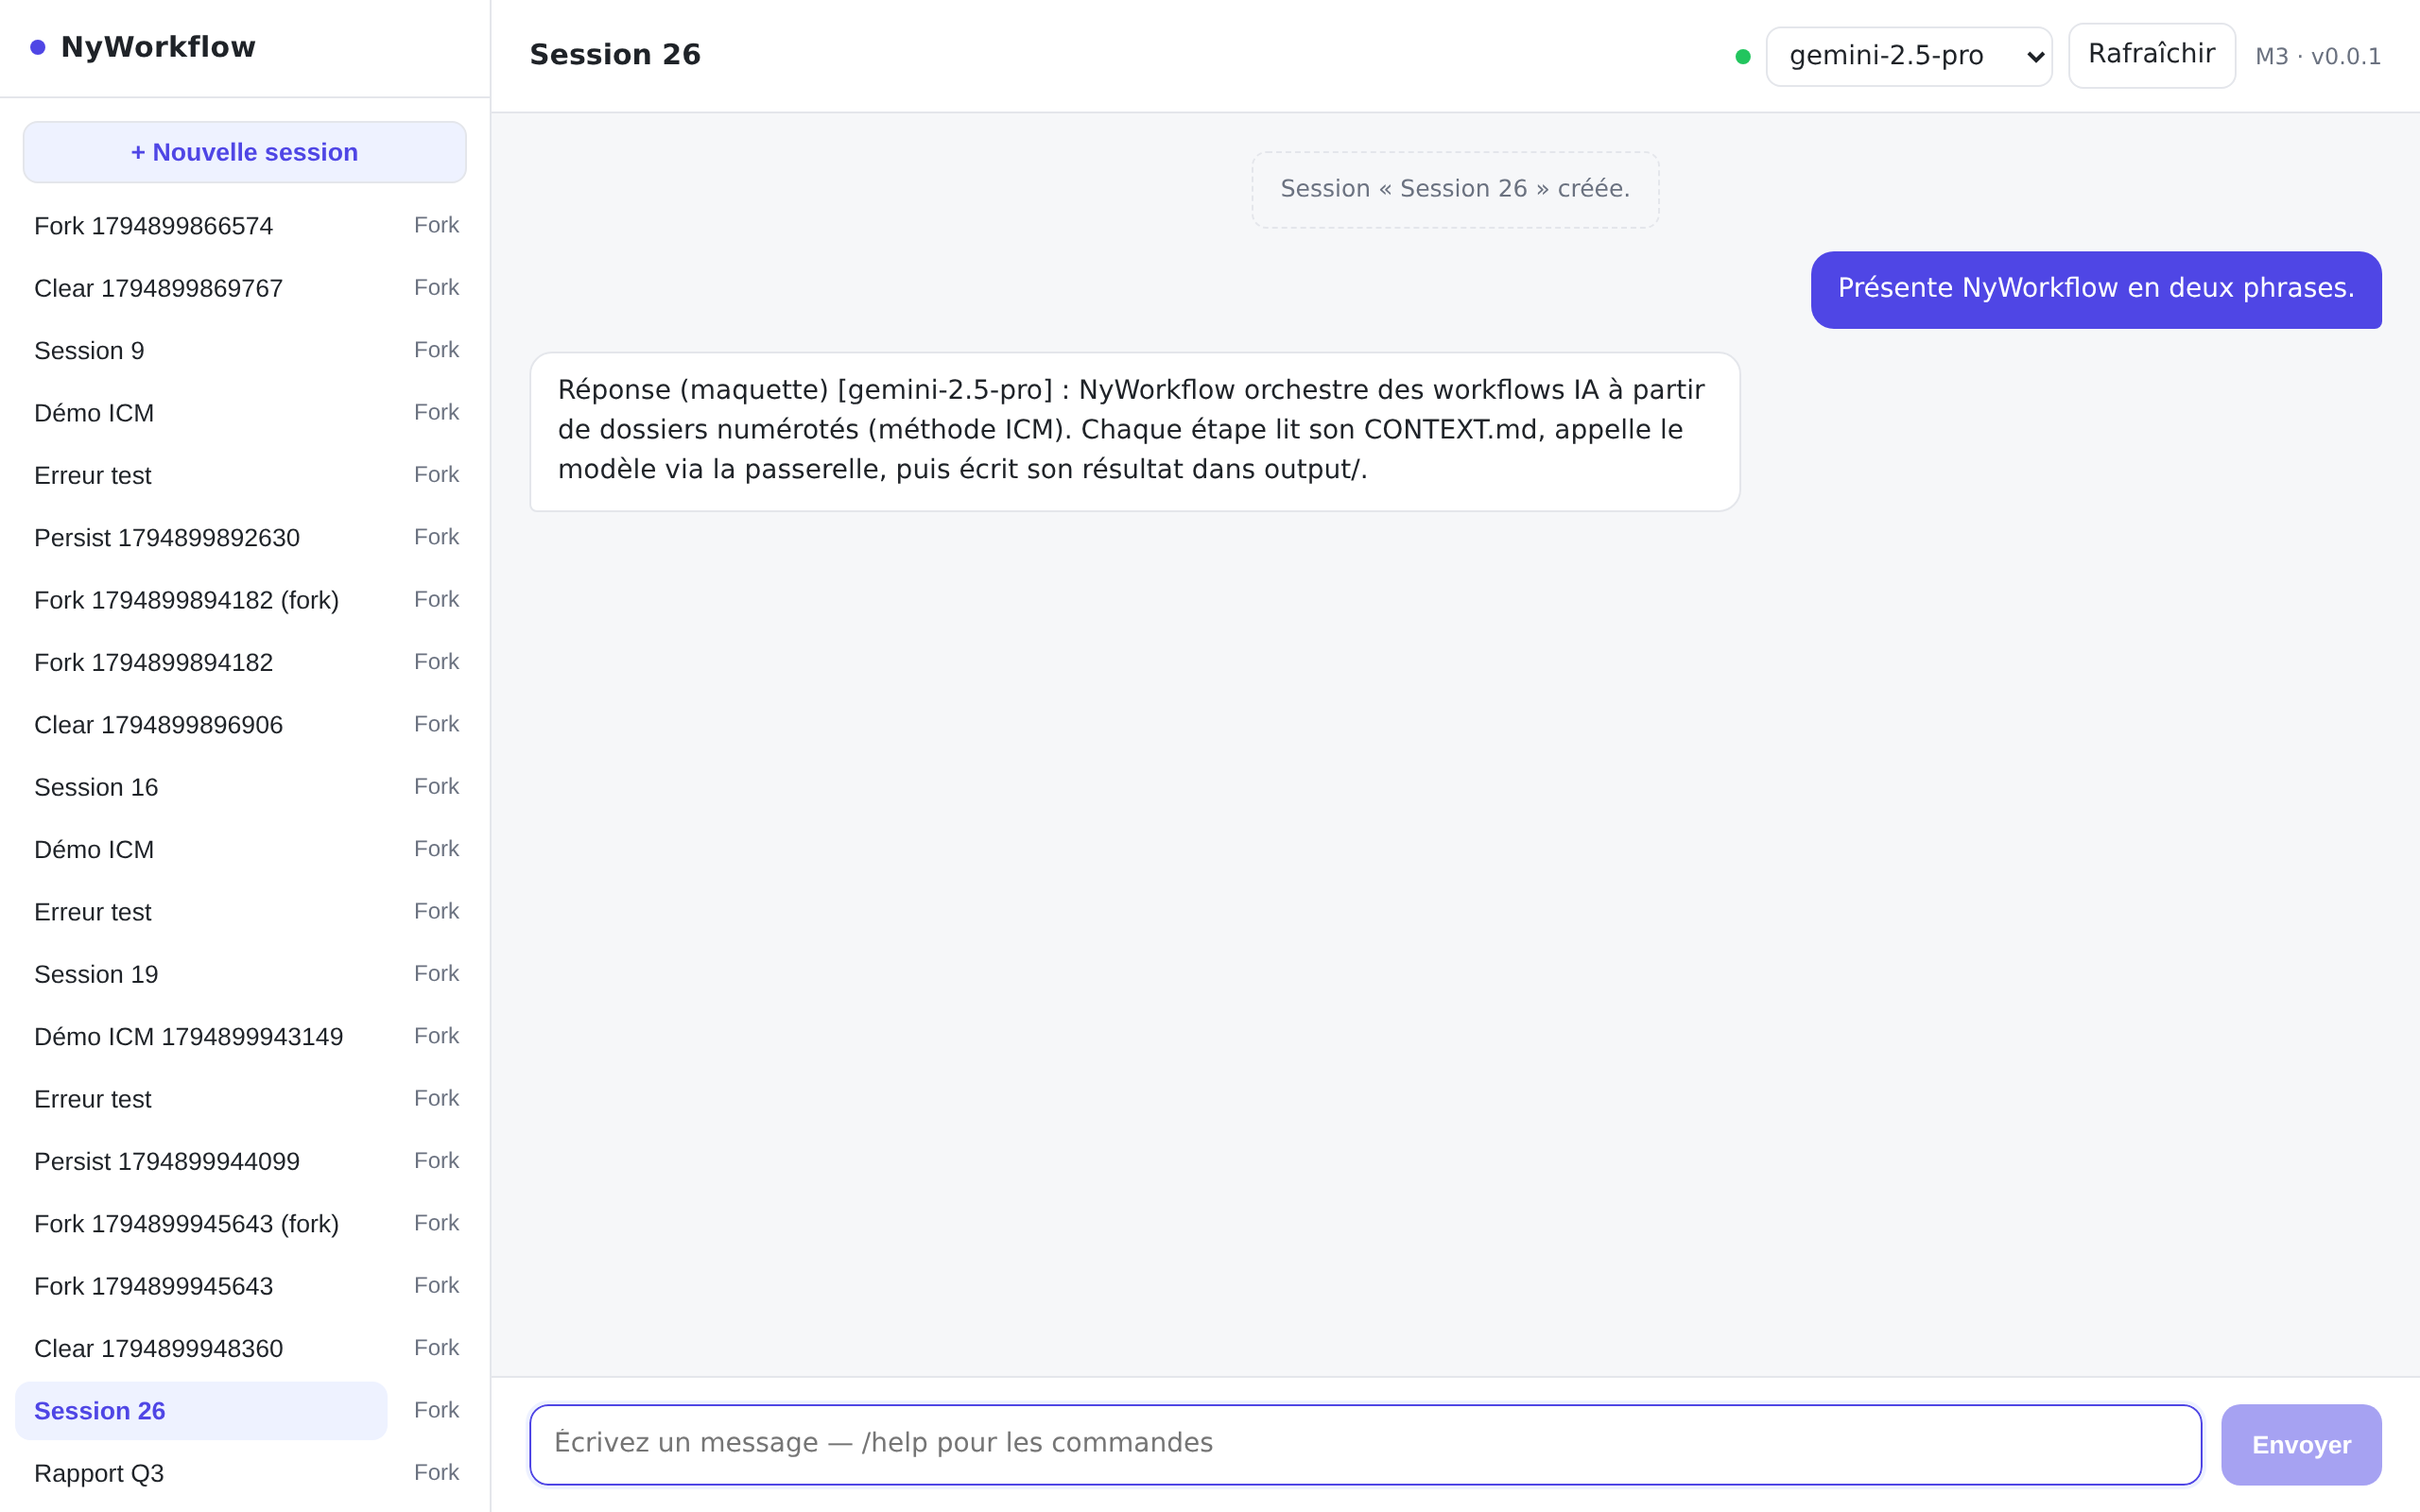 NyWorkflow
+ Nouvelle session
Fork 1794899866574 Fork
Clear 1794899869767 Fork
Session 9 Fork
Démo ICM Fork
Erreur test Fork
Persist 1794899892630 Fork
Fork 1794899894182 (fork) Fork
Fork 1794899894182 Fork
Clear 1794899896906 Fork
Session 16 Fork
Démo ICM Fork
Erreur test Fork
Session 19 Fork
Démo ICM 1794899943149 Fork
Erreur test Fork
Persist 1794899944099 Fork
Fork 1794899945643 (fork) Fork
Fork 1794899945643 Fork
Clear 1794899948360 Fork
Session 26 Fork
Rapport Q3 Fork
Session 26
gemini-2.5-pro
Rafraîchir
M3 · v0.0.1
Session « Session 26 » créée.
Présente NyWorkflow en deux phrases.
Réponse (maquette) [gemini-2.5-pro] : NyWorkflow orchestre des workflows IA à partir
de dossiers numérotés (méthode ICM). Chaque étape lit son CONTEXT.md, appelle le
modèle via la passerelle, puis écrit son résultat dans output/.
Écrivez un message — /help pour les commandes
Envoyer